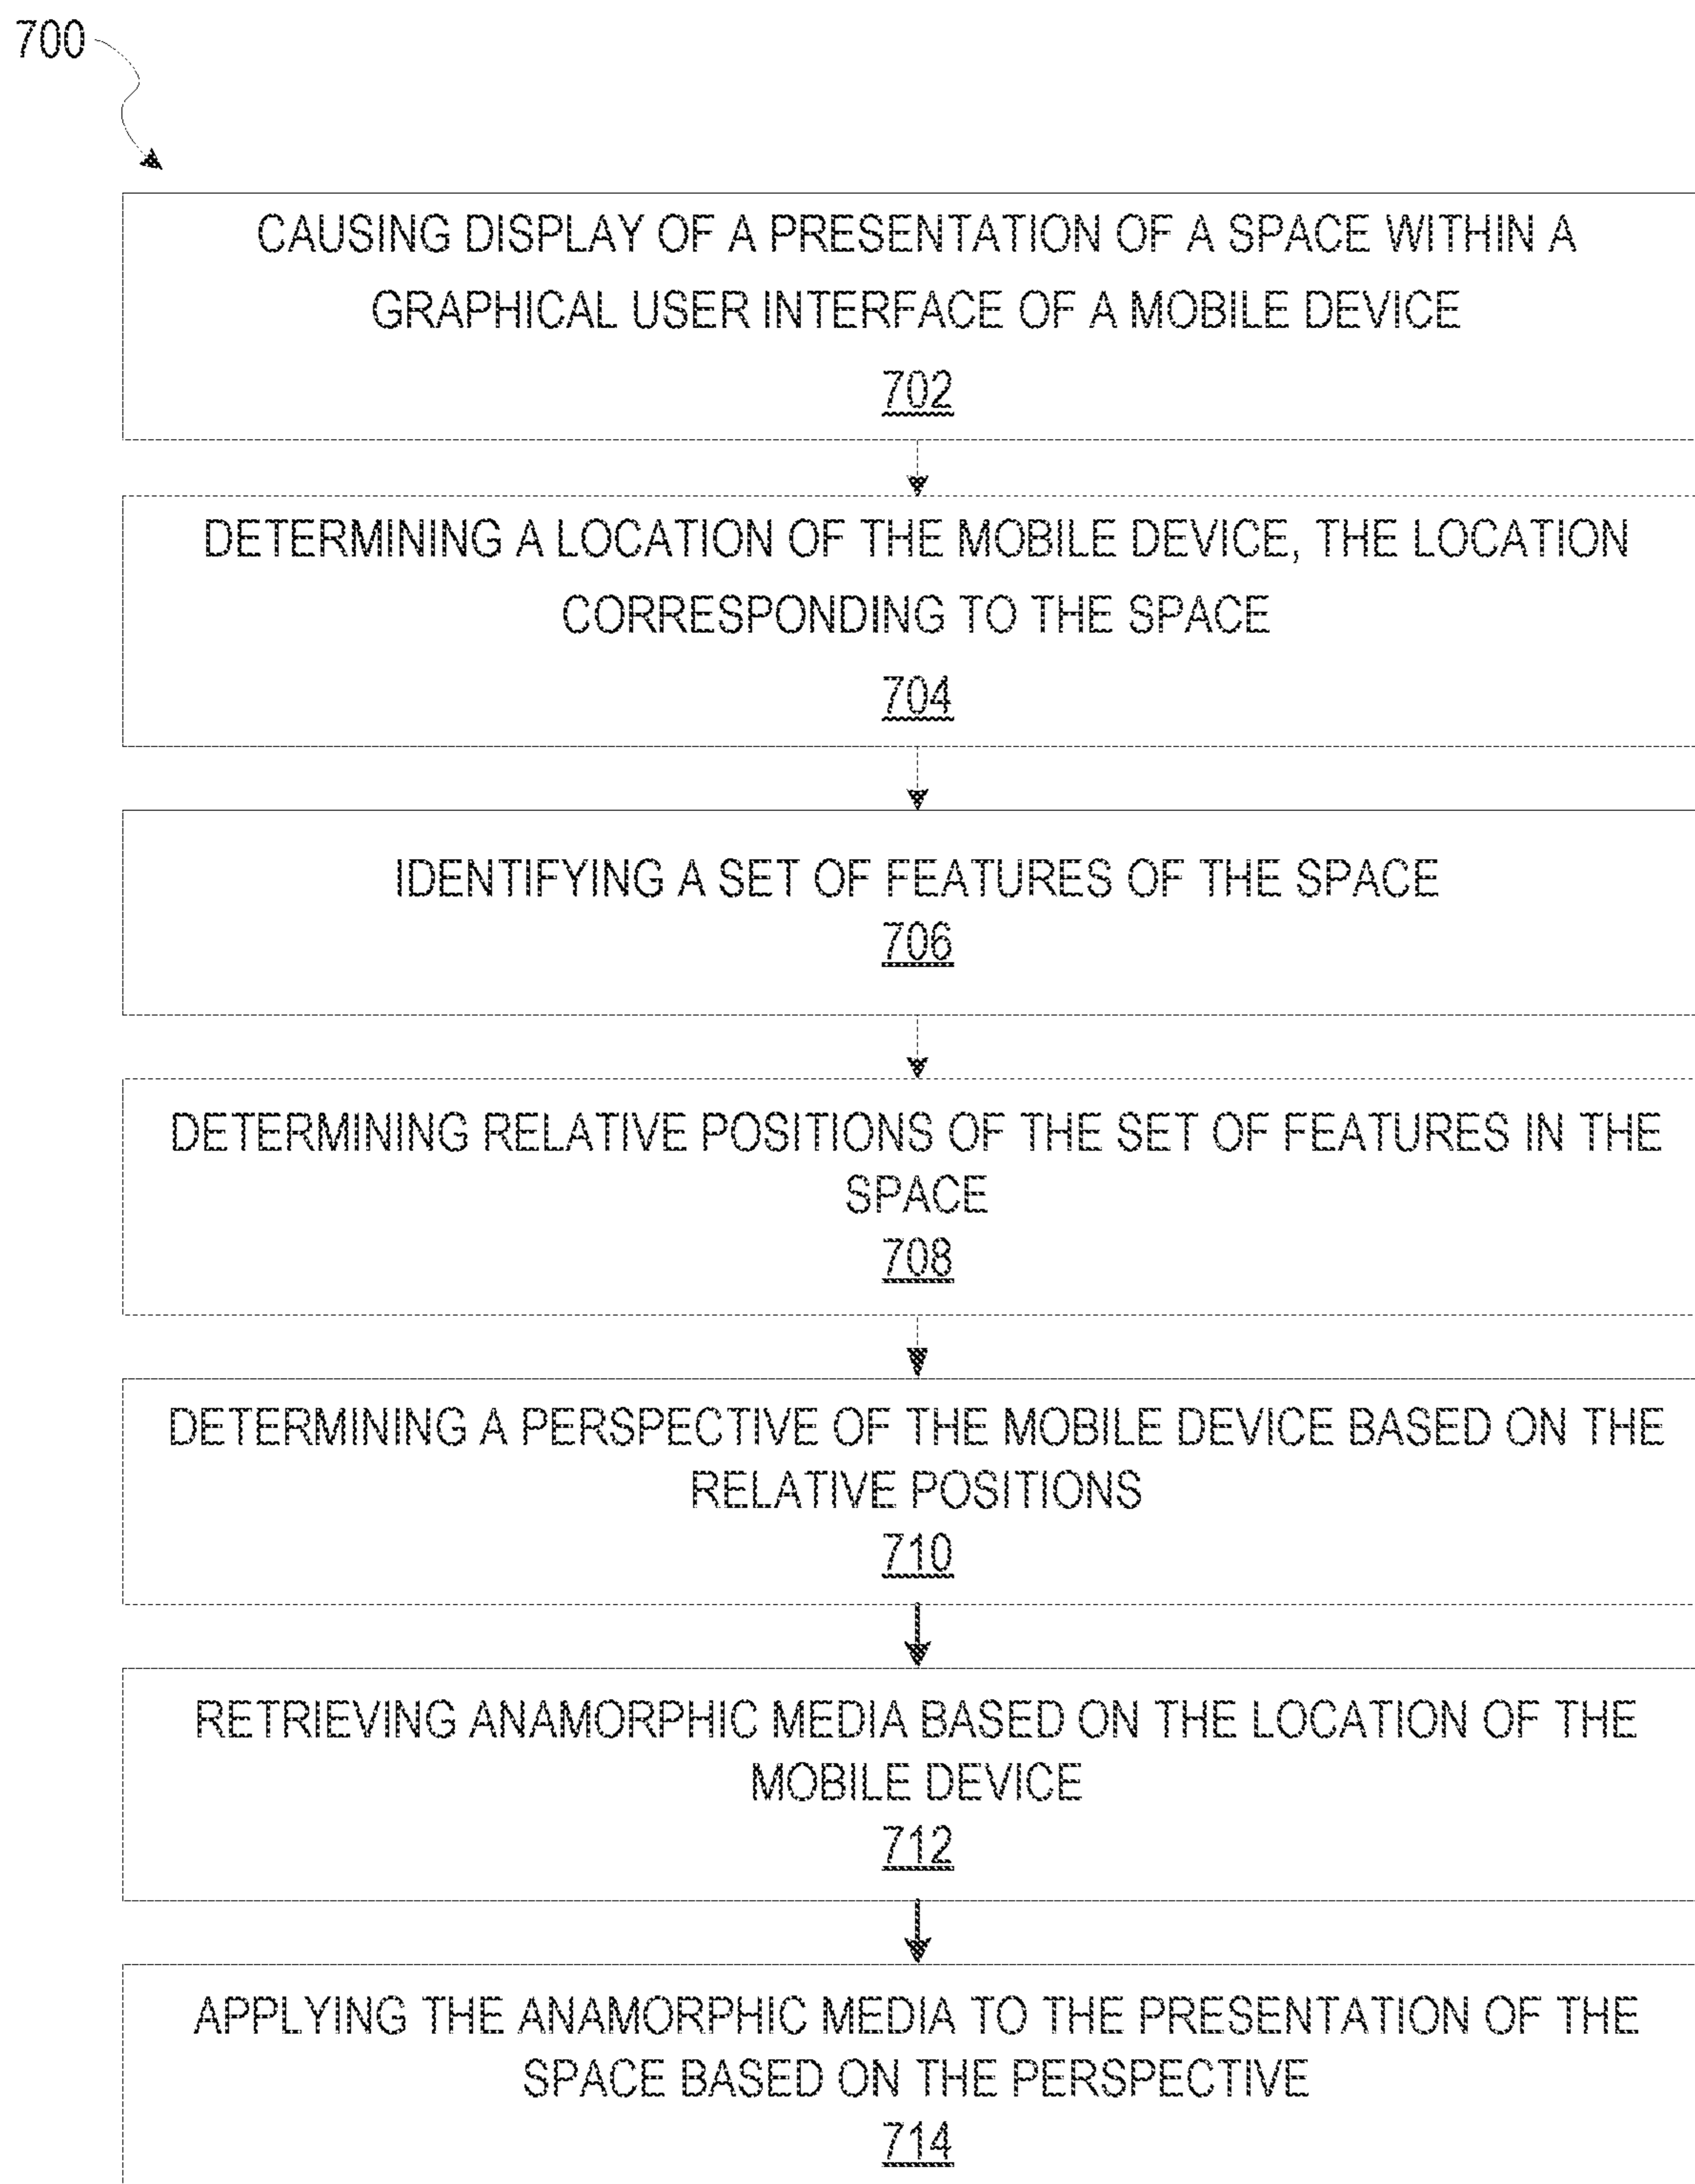 700
CAUSING DISPLAY OF A PRESENTATION OF A SPACE WITHIN A
GRAPHICAL USER INTERFACE OF A MOBILE DEVICE
702
DETERMINING A LOCATION OF THE MOBILE DEVICE, THE LOCATION
CORRESPONDING TO THE SPACE
704
IDENTIFYING A SET OF FEATURES OF THE SPACE
706
DETERMINING RELATIVE POSITIONS OF THE SET OF FEATURES IN THE
SPACE
708
DETERMINING A PERSPECTIVE OF THE MOBILE DEVICE BASED ON THE
RELATIVE POSITIONS
710
RETRIEVING ANAMORPHIC MEDIA BASED ON THE LOCATION OF THE
MOBILE DEVICE
712
APPLYING THE ANAMORPHIC MEDIA TO THE PRESENTATION OF THE
SPACE BASED ON THE PERSPECTIVE
714